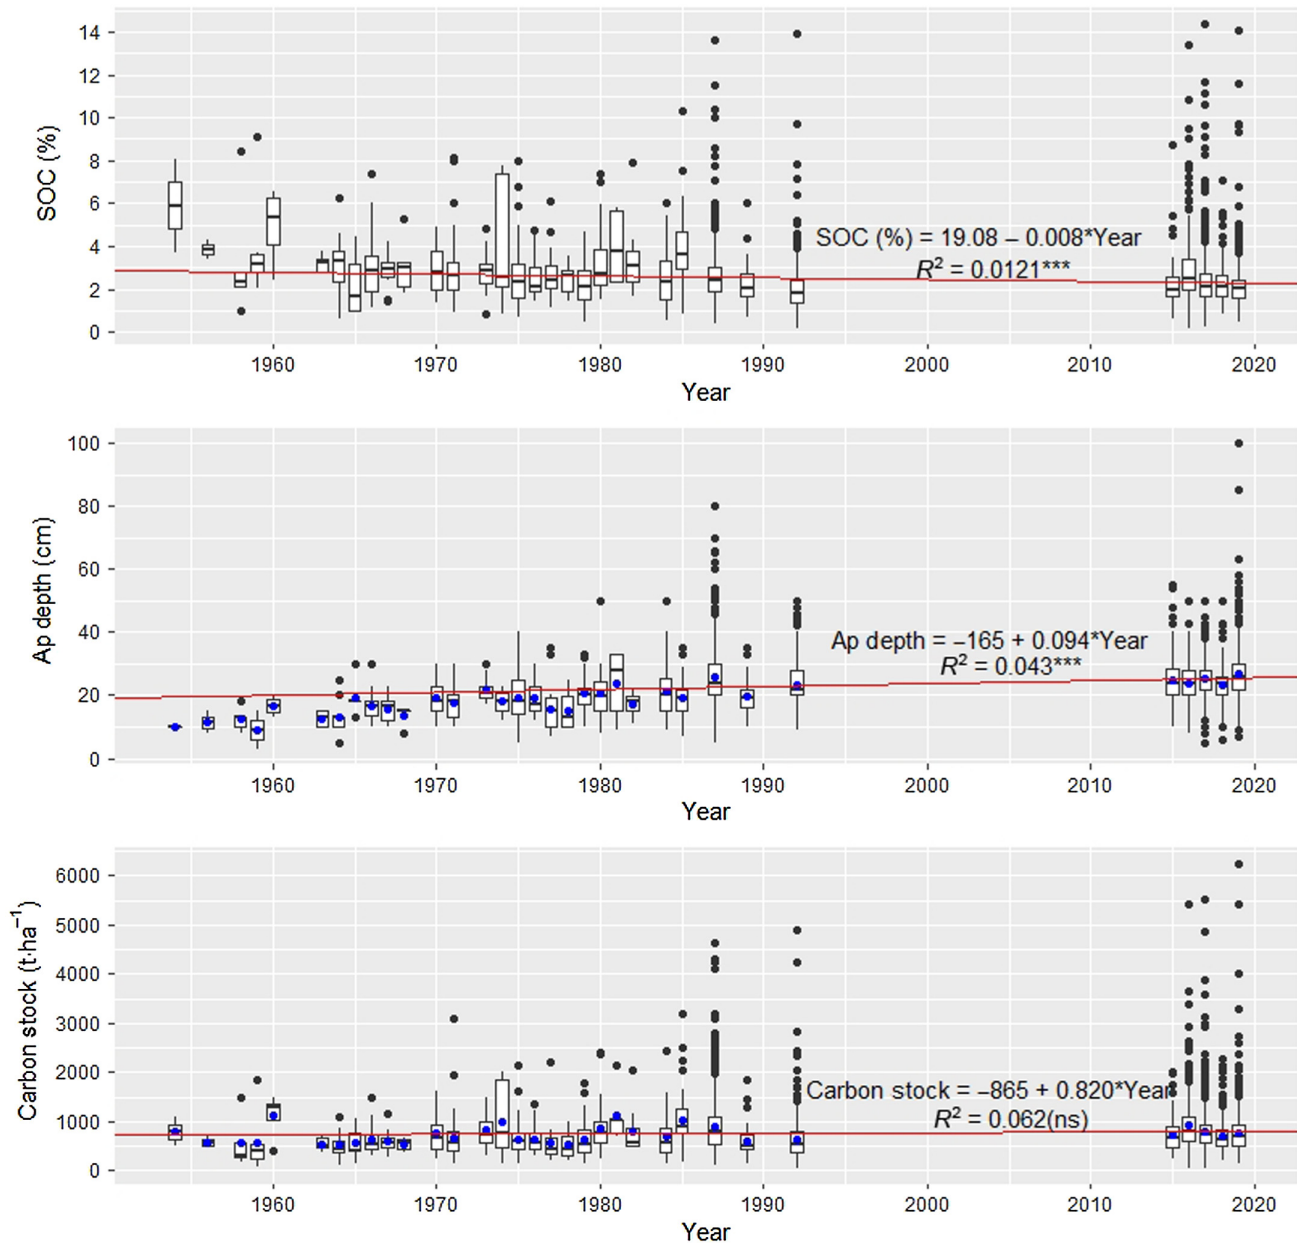 14
12
10
8
6
4
2
0
SOC (%)
SOC (%) = 19.08 – 0.008*Year
R² = 0.0121***
1960 1970 1980 1990 2000 2010 2020
Year
100
80
60
40
20
0
Ap depth (cm)
Ap depth = –165 + 0.094*Year
R² = 0.043***
1960 1970 1980 1990 2000 2010 2020
Year
6000
5000
4000
3000
2000
1000
0
Carbon stock (t·ha⁻¹)
Carbon stock = –865 + 0.820*Year
R² = 0.062(ns)
1960 1970 1980 1990 2000 2010 2020
Year